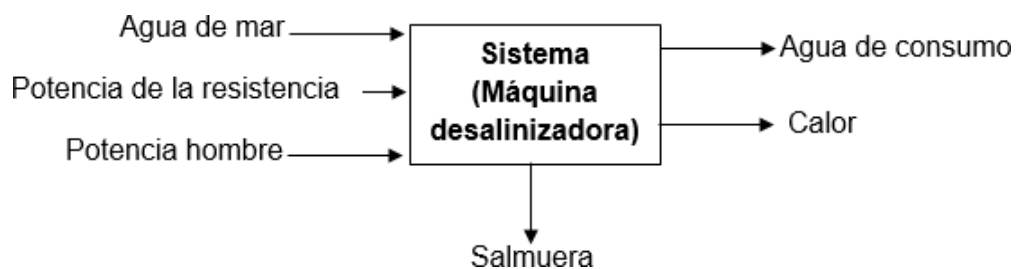 Agua de mar
Potencia de la resistencia
Potencia hombre
Sistema
(Máquina
desalinizadora)
Agua de consumo
Calor
Salmuera